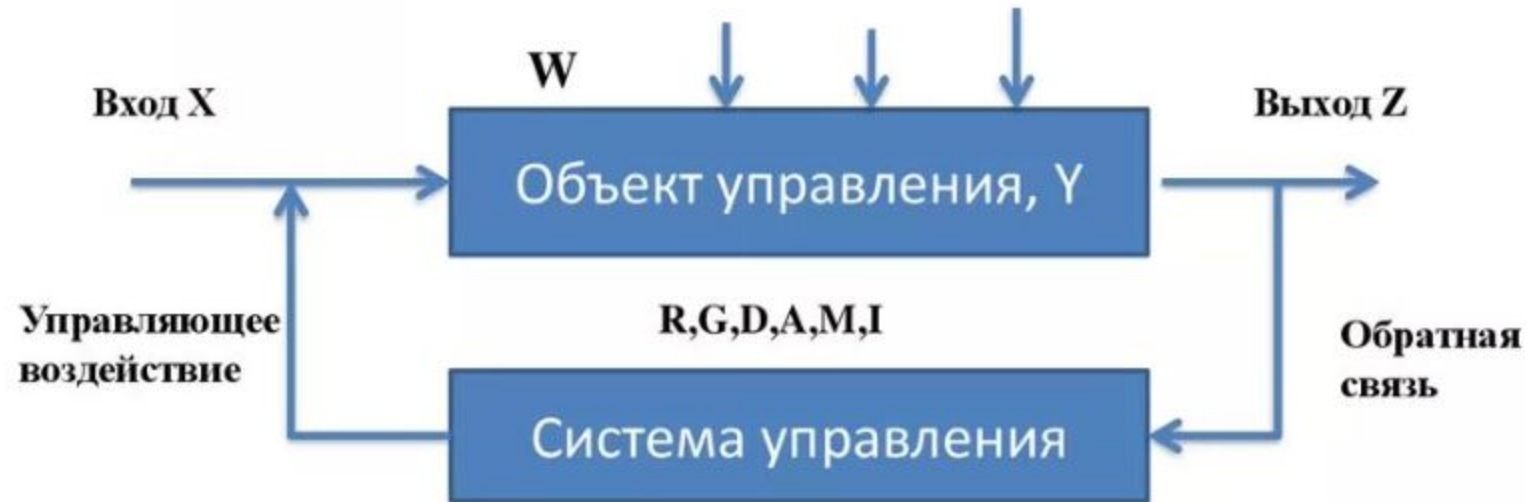 W
Вход X
Выход Z
Объект управления, Y
Управляющее
воздействие
R,G,D,A,M,I
Обратная
связь
Система управления